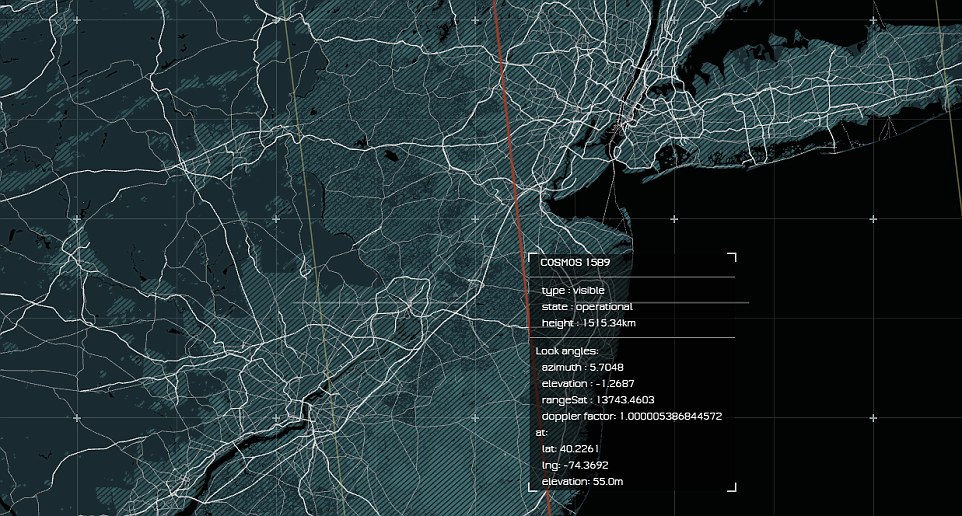 COSMOS 1589
type : visible
state : operational
height : 1515.34km
Look angles:
azimuth : 5.7048
elevation : -1.2687
rangeSat : 13743.4603
doppler factor: 1.000005386844572
at:
lat: 40.2261
lng: -74.3692
elevation: 55.0m